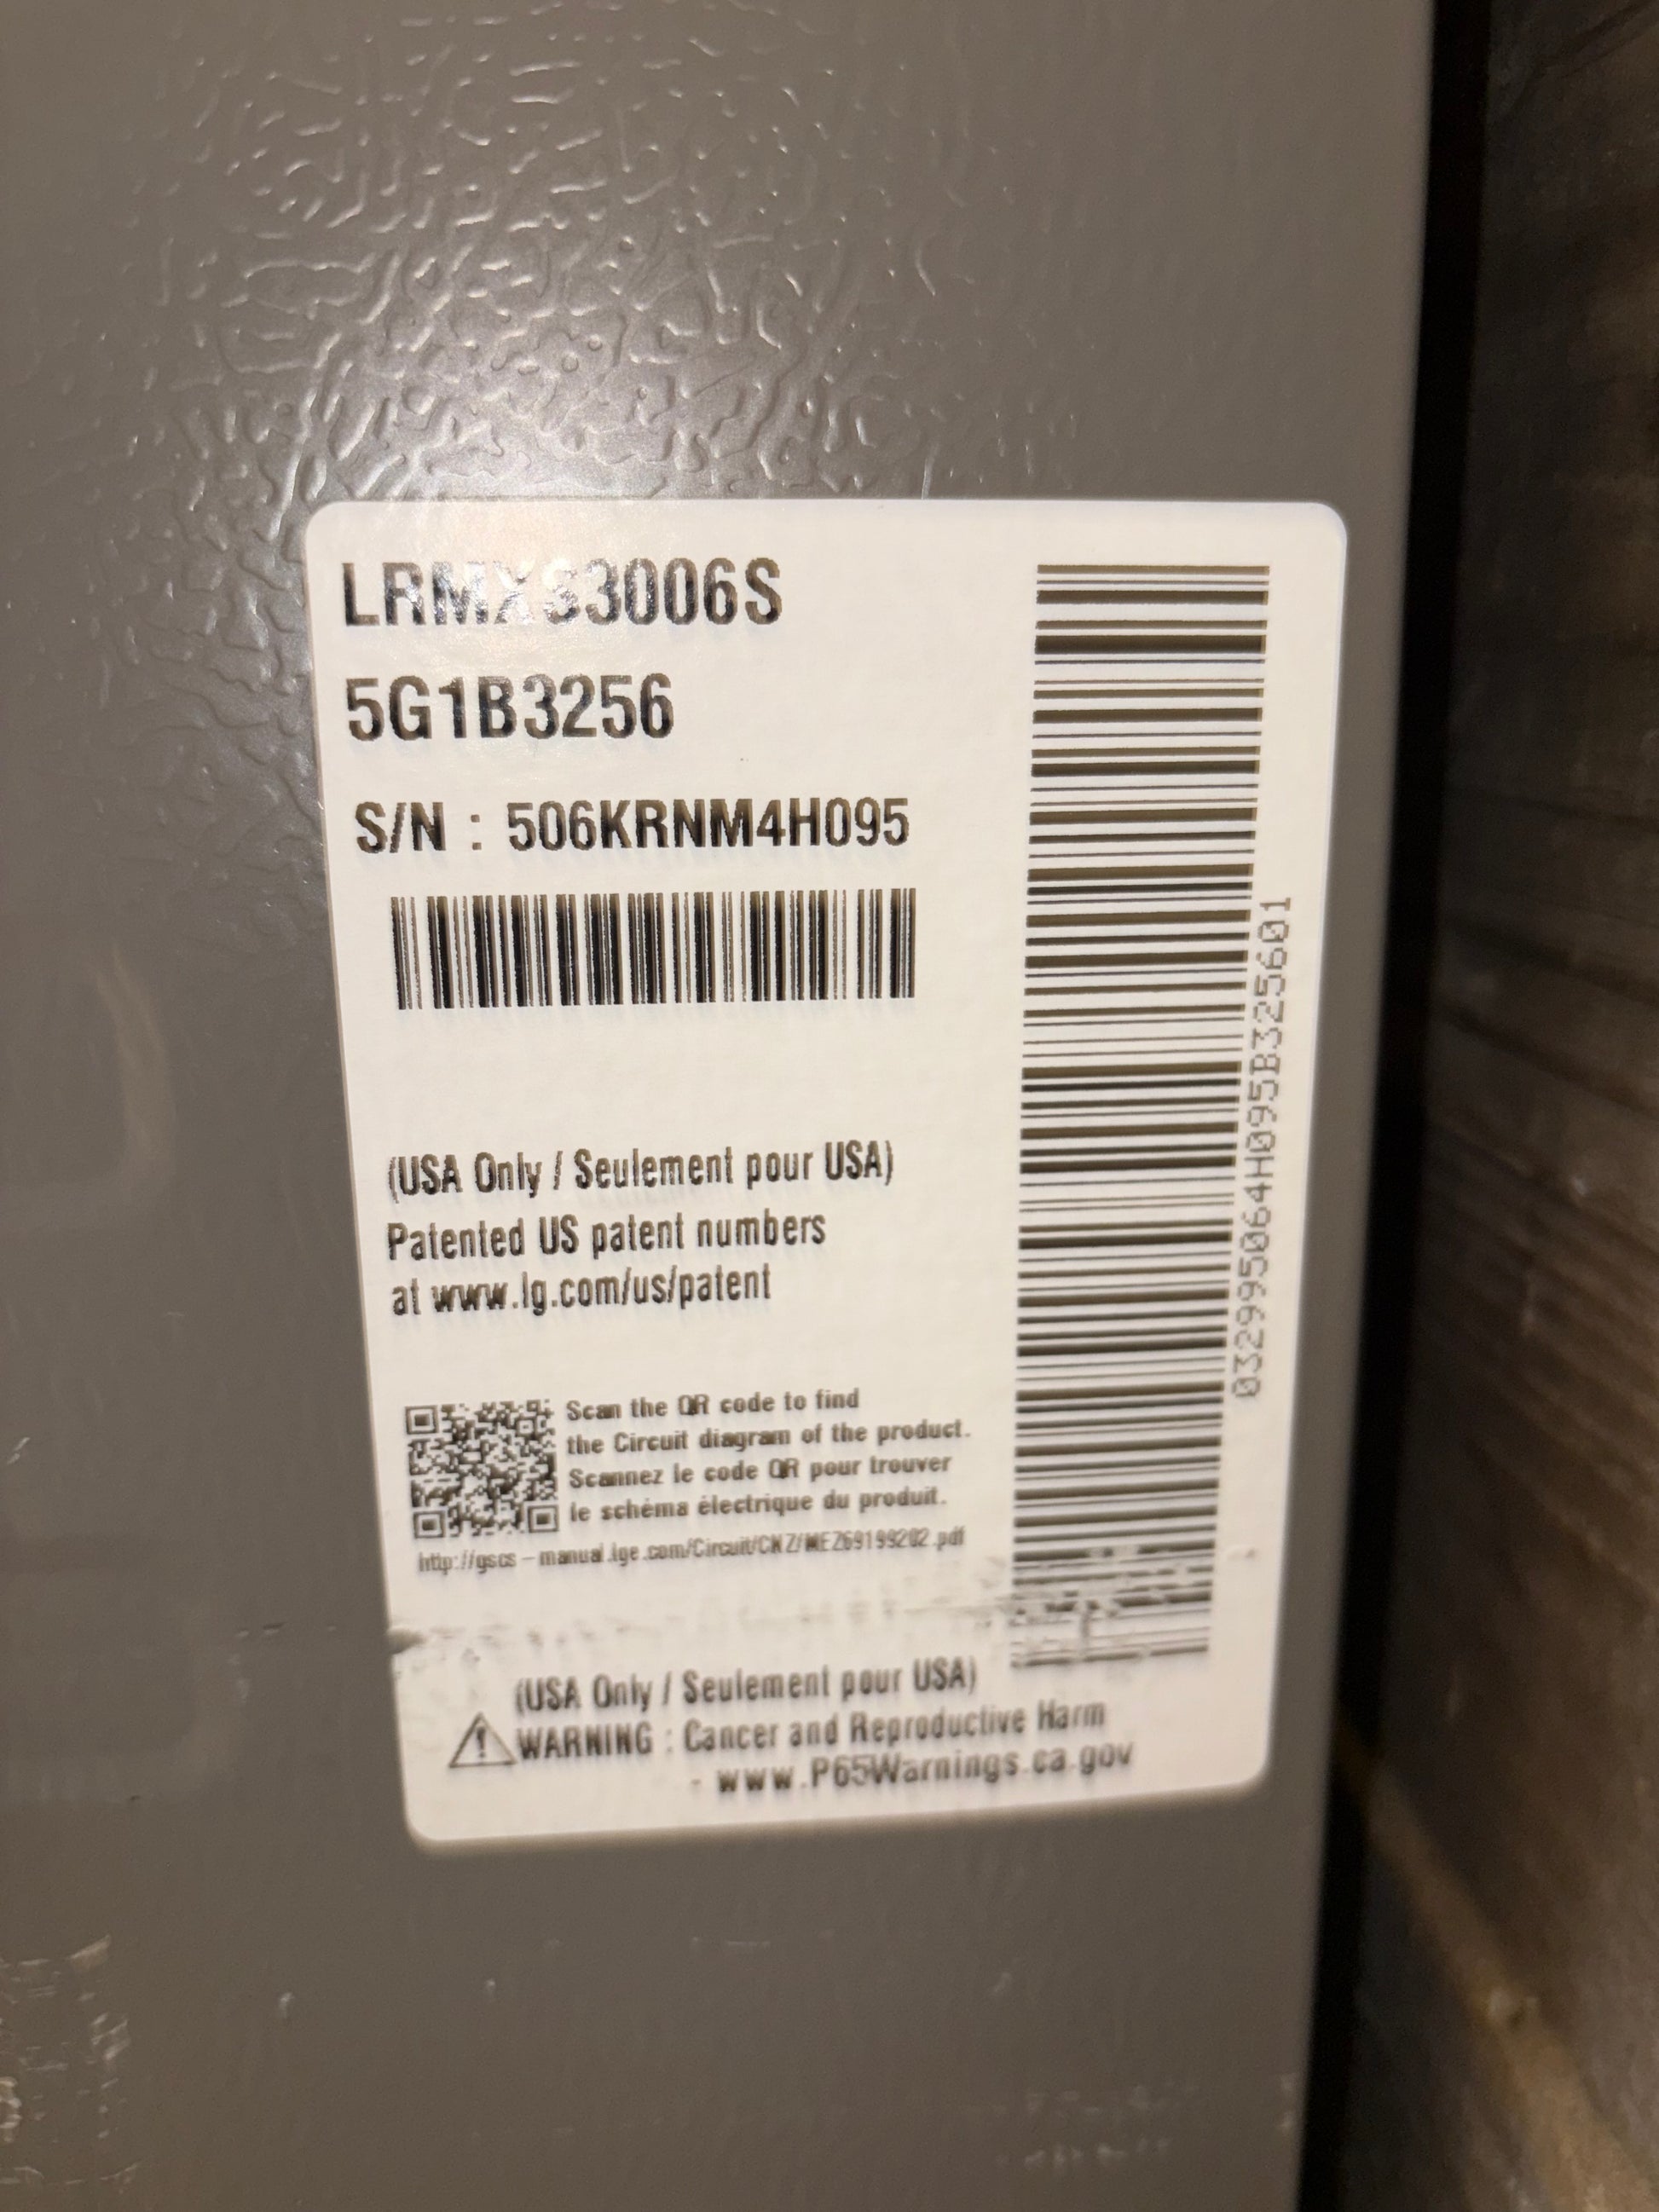 LRMXS3006S
5G1B3256
S/N : 506KRNM4H095
(USA Only / Seulement pour USA)
Patented US patent numbers
at www.lg.com/us/patent
Scan the QR code to find
the Circuit diagram of the product.
Scannez le code QR pour trouver
le schéma électrique du produit.
http://gscs-manual.lge.com/Circuit/CNZ/MEZ69199202.pdf
(USA Only / Seulement pour USA)
WARNING : Cancer and Reproductive Harm
- www.P65Warnings.ca.gov
032995064H095B325601